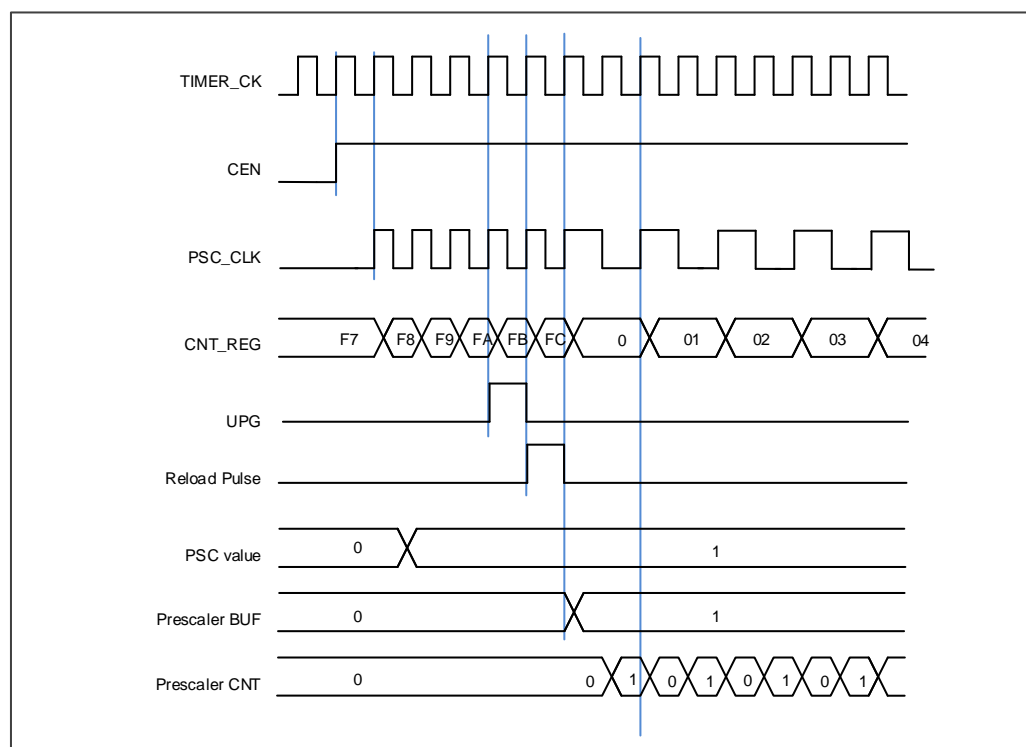 TIMER_CK
CEN
PSC_CLK
CNT_REG F7 F8 F9 FA FB FC 0 01 02 03 04
UPG
Reload Pulse
PSC value 0 1
Prescaler BUF 0 1
Prescaler CNT 0 0 1 0 1 0 1 0 1